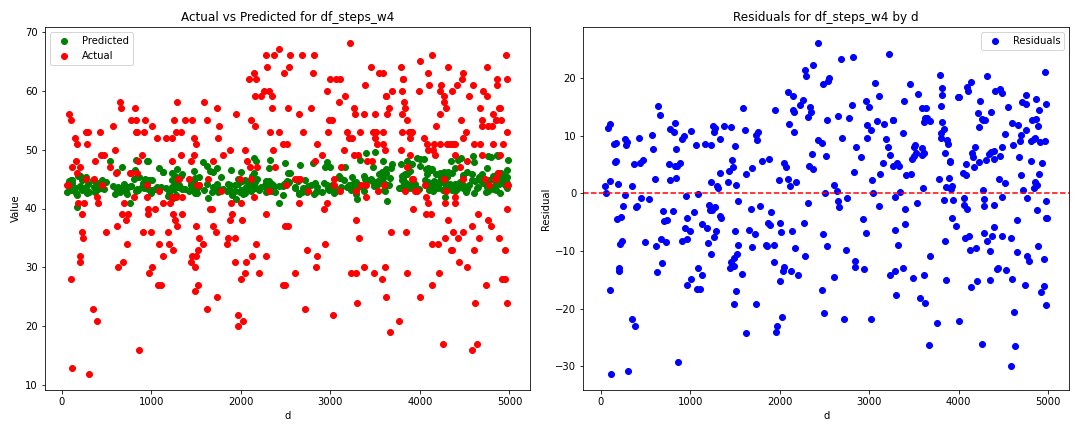 Actual vs Predicted for df_steps_w4
Predicted
Actual
Value
70
60
50
40
30
20
10
0
1000
2000
3000
4000
5000
d
Residuals for df_steps_w4 by d
Residuals
Residual
20
10
0
−10
−20
−30
0
1000
2000
3000
4000
5000
d